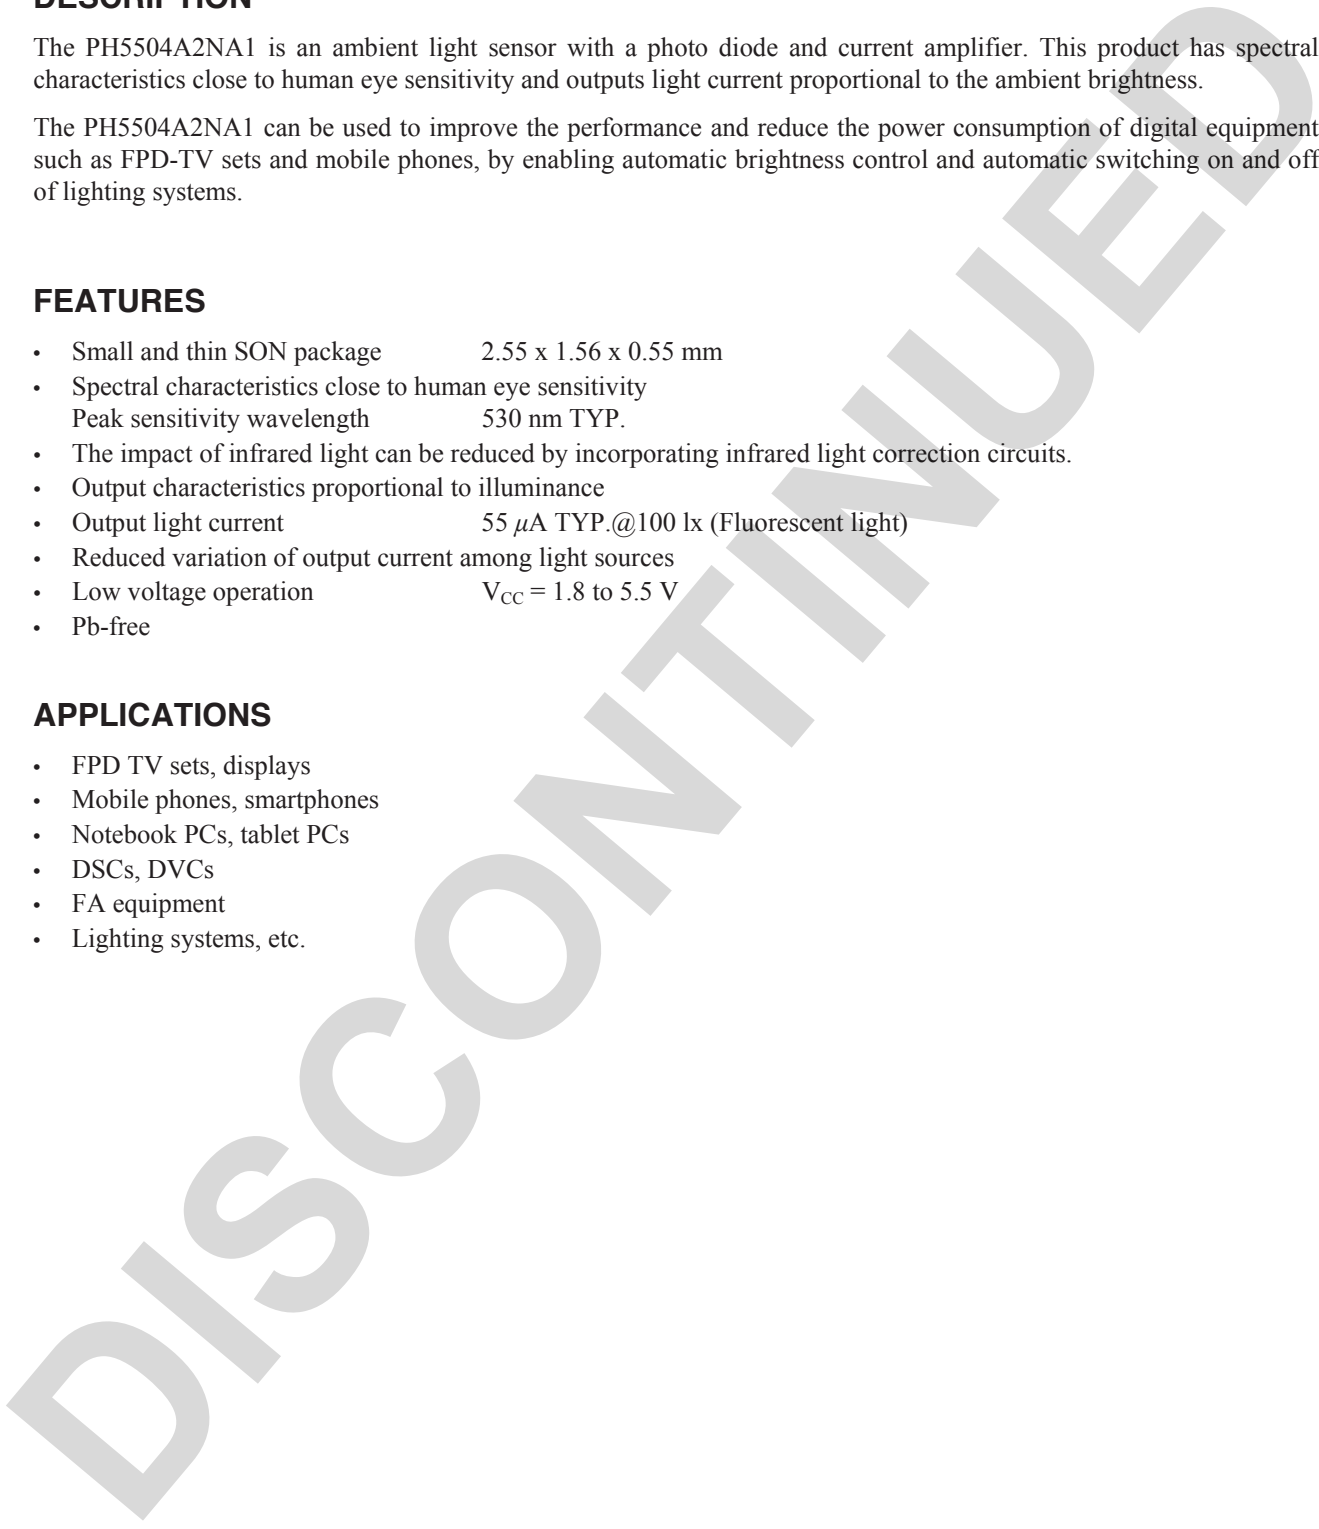 DESCRIPTION
The PH5504A2NA1 is an ambient light sensor with a photo diode and current amplifier. This product has spectral
characteristics close to human eye sensitivity and outputs light current proportional to the ambient brightness.
The PH5504A2NA1 can be used to improve the performance and reduce the power consumption of digital equipment
such as FPD-TV sets and mobile phones, by enabling automatic brightness control and automatic switching on and off
of lighting systems.
FEATURES
• Small and thin SON package 2.55 x 1.56 x 0.55 mm
• Spectral characteristics close to human eye sensitivity
Peak sensitivity wavelength 530 nm TYP.
• The impact of infrared light can be reduced by incorporating infrared light correction circuits.
• Output characteristics proportional to illuminance
• Output light current 55 μA TYP.@100 lx (Fluorescent light)
• Reduced variation of output current among light sources
• Low voltage operation VCC = 1.8 to 5.5 V
• Pb-free
APPLICATIONS
• FPD TV sets, displays
• Mobile phones, smartphones
• Notebook PCs, tablet PCs
• DSCs, DVCs
• FA equipment
• Lighting systems, etc.
DISCONTINUED